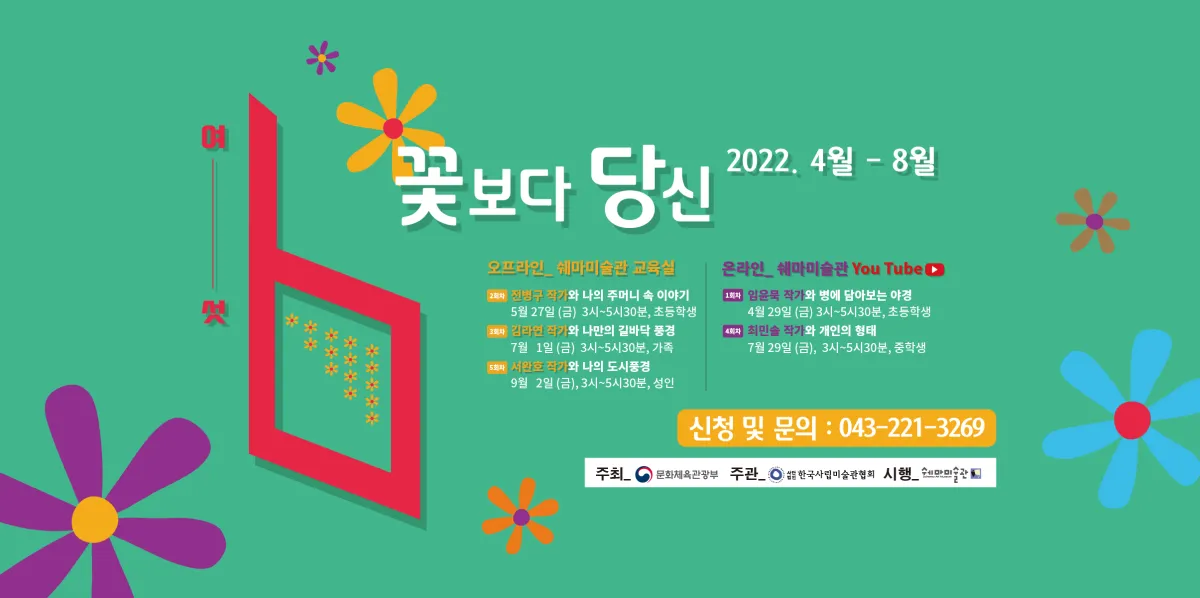 여섯
꽃보다 당신
2022. 4월 - 8월
오프라인_ 쉐마미술관 교육실
2회차 전병구 작가와 나의 주머니 속 이야기
5월 27일 (금) 3시~5시30분, 초등학생
3회차 김라연 작가와 나만의 길바닥 풍경
7월 1일 (금) 3시~5시30분, 가족
5회차 서완호 작가와 나의 도시풍경
9월 2일 (금), 3시~5시30분, 성인
온라인_ 쉐마미술관 You Tube
1회차 임윤묵 작가와 병에 담아보는 야경
4월 29일 (금) 3시~5시30분, 초등학생
4회차 최민솔 작가와 개인의 형태
7월 29일 (금), 3시~5시30분, 중학생
신청 및 문의 : 043-221-3269
주최_ 문화체육관광부 주관_ 사단법인 한국사립미술관협회 시행_ 쉐마미술관